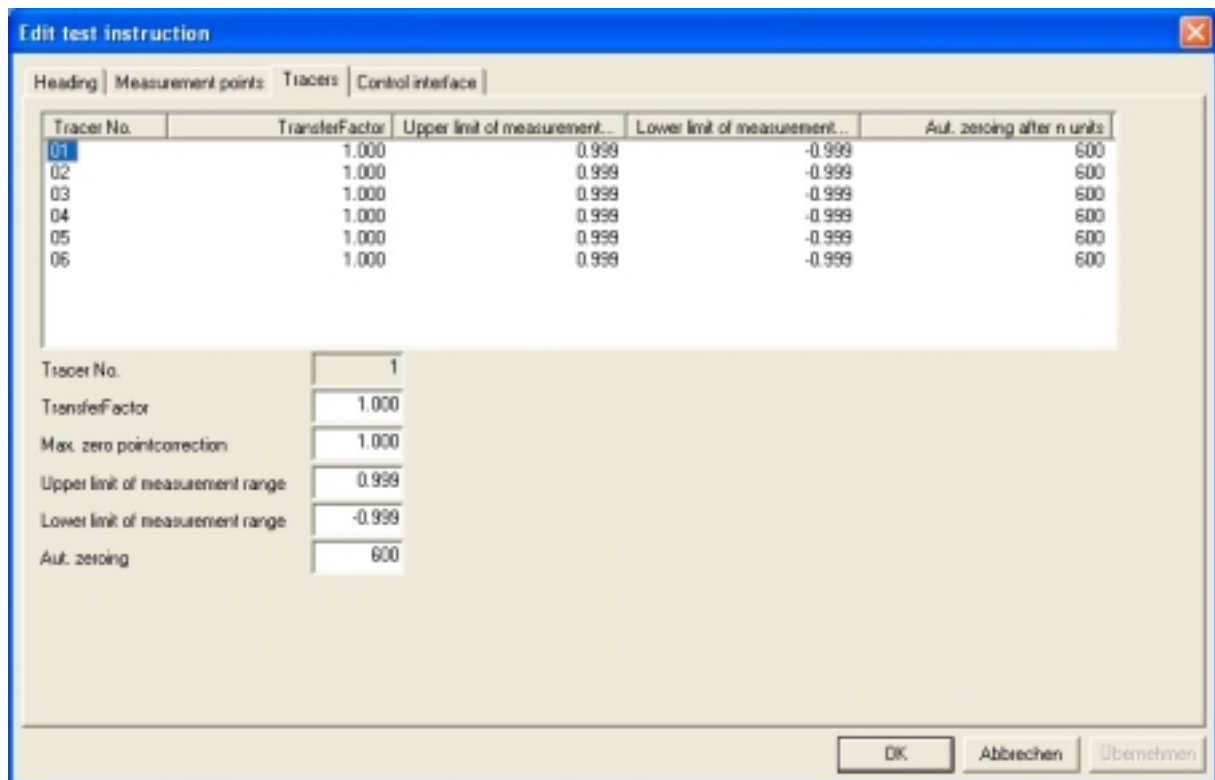 Edit test instruction
Heading Measurement points Tracers Control interface
Tracer No. TransferFactor Upper limit of measurement... Lower limit of measurement... Aut. zeroing after n units
01 1.000 0.999 -0.999 600
02 1.000 0.999 -0.999 600
03 1.000 0.999 -0.999 600
04 1.000 0.999 -0.999 600
05 1.000 0.999 -0.999 600
06 1.000 0.999 -0.999 600
Tracer No. 1
TransferFactor 1.000
Max. zero pointcorrection 1.000
Upper limit of measurement range 0.999
Lower limit of measurement range -0.999
Aut. zeroing 600
OK Abbrechen Übernehmen